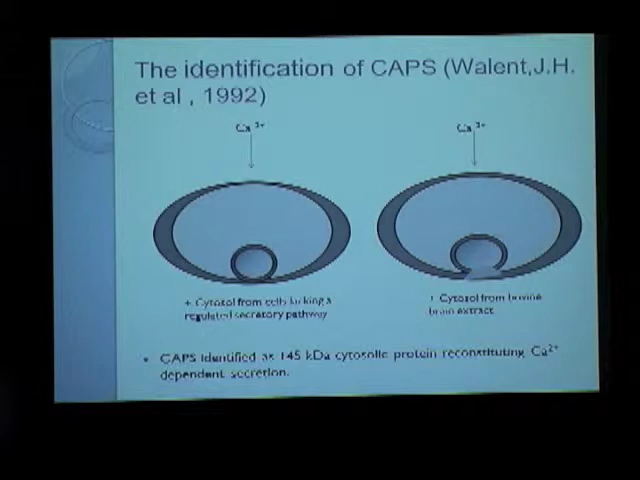 The identification of CAPS (Walent,J.H.
et al , 1992)
Ca 2+
Ca 2+
+ Cytosol from cells lacking a
regulated secretory pathway
+ Cytosol from bovine
brain extract
• CAPS identified as 145 kDa cytosolic protein reconstituting Ca2+
dependent secretion.